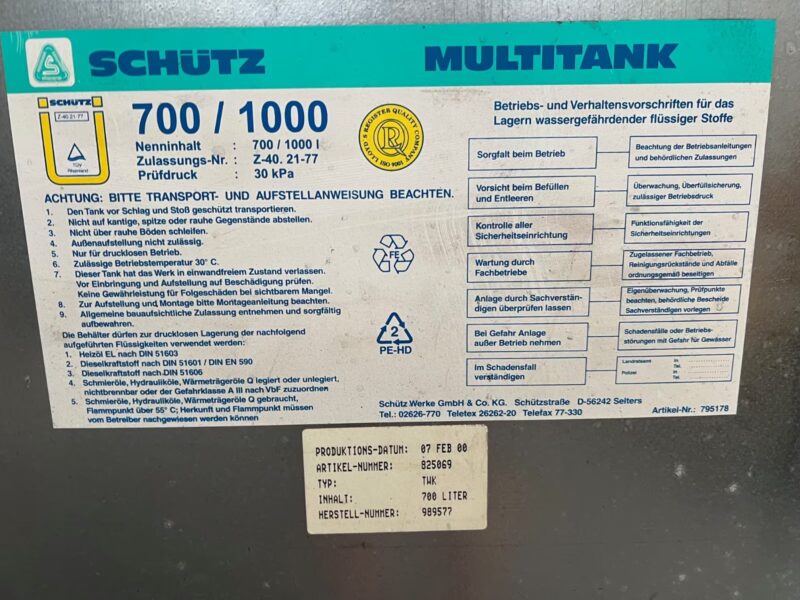 SCHÜTZ MULTITANK
SCHÜTZ
Z-40 21-77
TÜV
Rheinland
700 / 1000
Nenninhalt : 700 / 1000 l
Zulassungs-Nr. : Z-40. 21-77
Prüfdruck : 30 kPa
LLOYD'S REGISTER QUALITY
ISO 9001
ACHTUNG: BITTE TRANSPORT- UND AUFSTELLANWEISUNG BEACHTEN.
1. Den Tank vor Schlag und Stoß geschützt transportieren.
2. Nicht auf kantige, spitze oder rauhe Gegenstände abstellen.
3. Nicht über rauhe Böden schleifen.
4. Außenaufstellung nicht zulässig.
5. Nur für drucklosen Betrieb.
6. Zulässige Betriebstemperatur 30° C.
7. Dieser Tank hat das Werk in einwandfreiem Zustand verlassen.
Vor Einbringung und Aufstellung auf Beschädigung prüfen.
Keine Gewährleistung für Folgeschäden bei sichtbarem Mangel.
8. Zur Aufstellung und Montage bitte Montageanleitung beachten.
9. Allgemeine bauaufsichtliche Zulassung entnehmen und sorgfältig
aufbewahren.
Die Behälter dürfen zur drucklosen Lagerung der nachfolgend
aufgeführten Flüssigkeiten verwendet werden:
1. Heizöl EL nach DIN 51603
2. Dieselkraftstoff nach DIN 51601 / DIN EN 590
3. Dieselkraftstoff nach DIN 51606
4. Schmieröle, Hydrauliköle, Wärmeträgeröle Q legiert oder unlegiert,
nichtbrennbar oder der Gefahrklasse A III nach VbF zuzuordnen
5. Schmieröle, Hydrauliköle, Wärmeträgeröle Q gebraucht,
Flammpunkt über 55° C; Herkunft und Flammpunkt müssen
vom Betreiber nachgewiesen werden können
FE
2
PE-HD
Betriebs- und Verhaltensvorschriften für das
Lagern wassergefährdender flüssiger Stoffe
Sorgfalt beim Betrieb
Beachtung der Betriebsanleitungen
und behördlichen Zulassungen
Vorsicht beim Befüllen
und Entleeren
Überwachung, Überfüllsicherung,
zulässiger Betriebsdruck
Kontrolle aller
Sicherheitseinrichtung
Funktionsfähigkeit der
Sicherheitseinrichtungen
Wartung durch
Fachbetriebe
Zugelassener Fachbetrieb,
Reinigungsrückstände und Abfälle
ordnungsgemäß beseitigen
Anlage durch Sachverstän-
digen überprüfen lassen
Eigenüberwachung, Prüfpunkte
beachten, behördliche Bescheide
Sachverständigen vorlegen
Bei Gefahr Anlage
außer Betrieb nehmen
Schadensfälle oder Betriebs-
störungen mit Gefahr für Gewässer
Im Schadensfall
verständigen
Landratsamt in
Tel.
Polizei in
Tel.
Schütz Werke GmbH & Co. KG. Schützstraße D-56242 Selters
Tel.: 02626-770 Teletex 26262-20 Telefax 77-330 Artikel-Nr.: 795178
PRODUKTIONS-DATUM: 07 FEB 00
ARTIKEL-NUMMER: 825069
TYP: TWK
INHALT: 700 LITER
HERSTELL-NUMMER: 989577